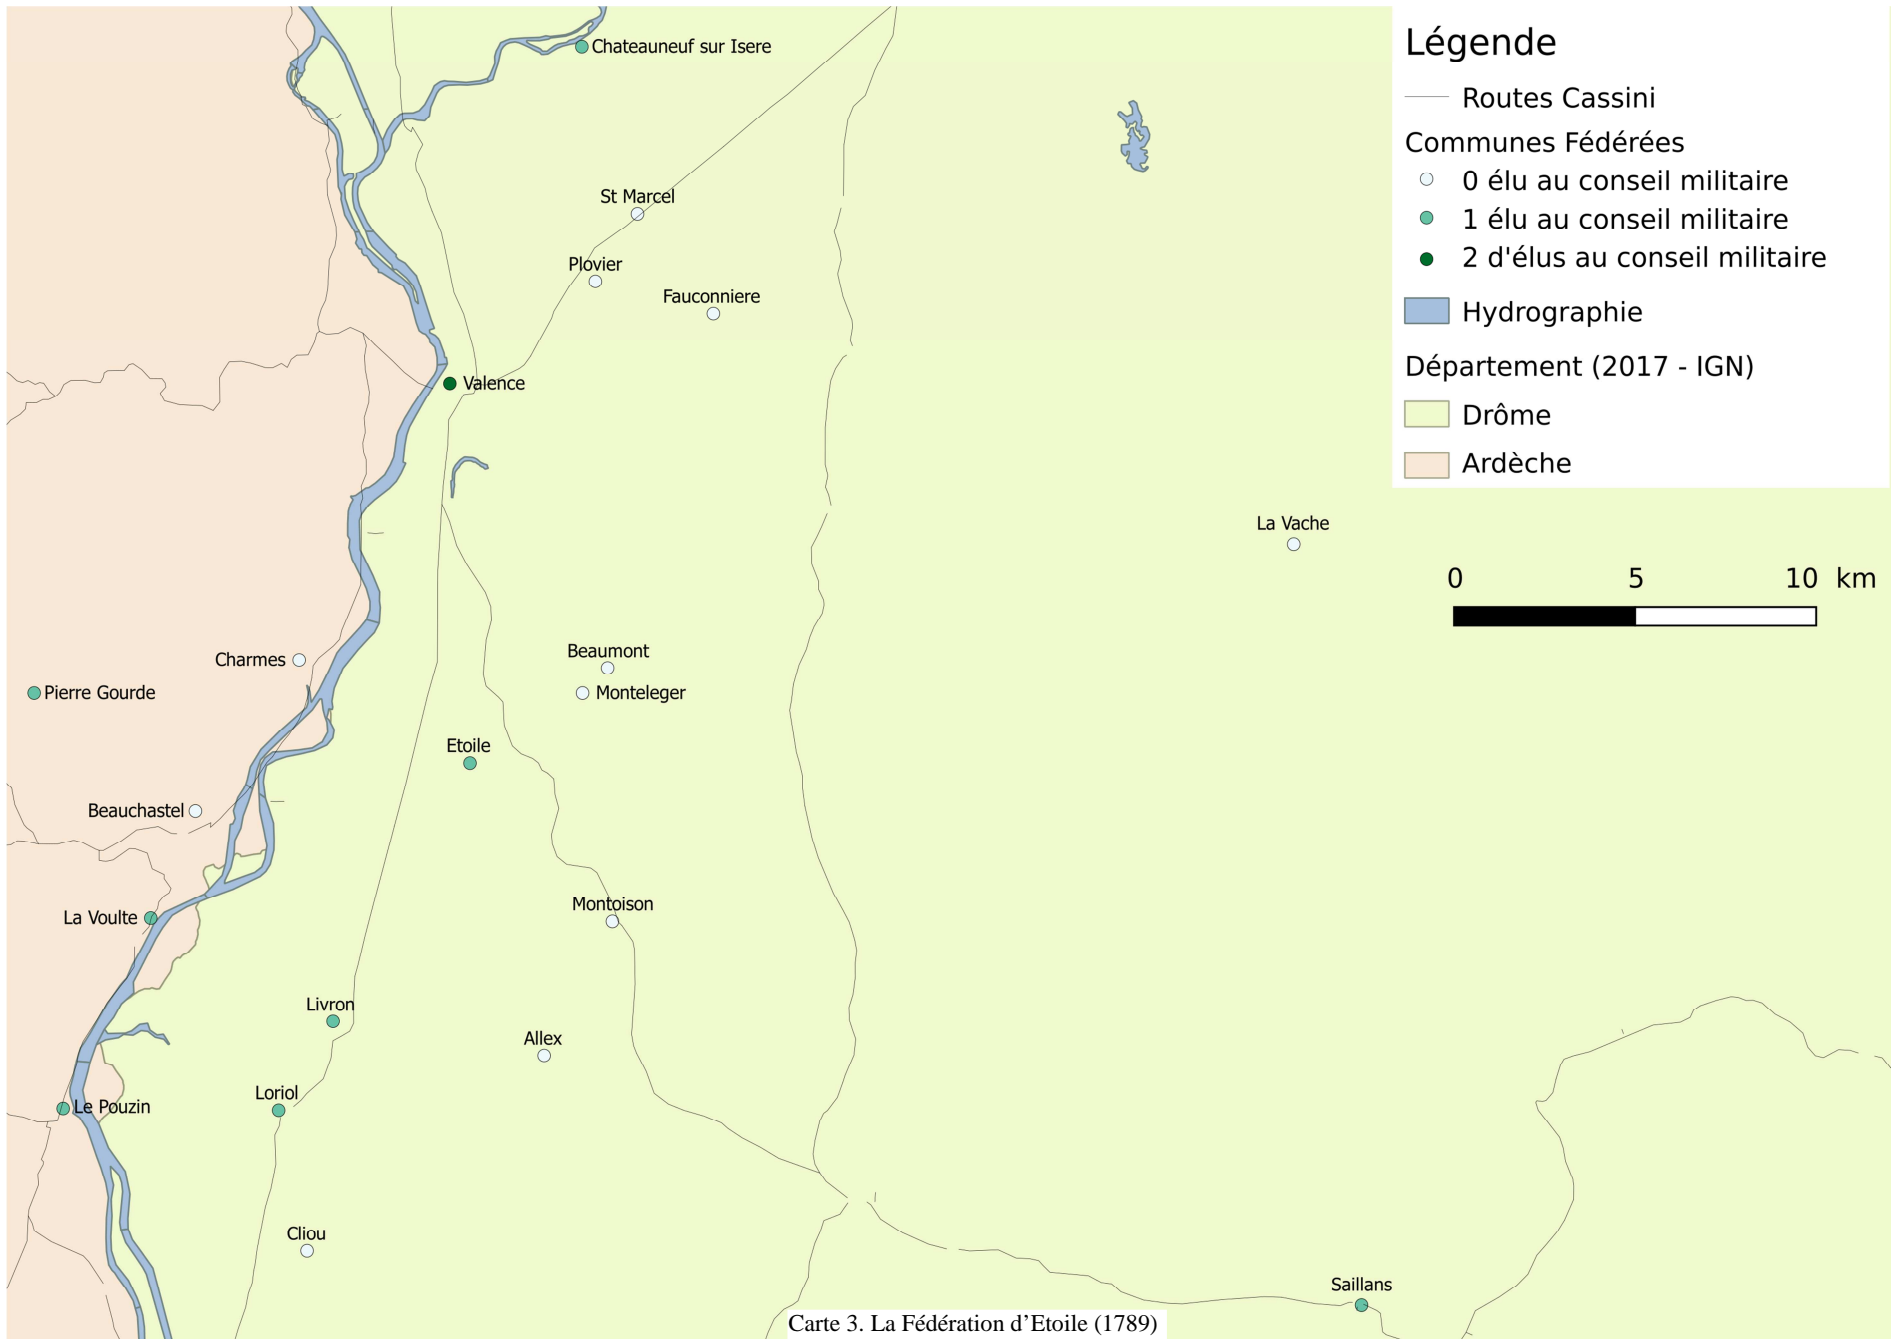 Chateauneuf sur Isere
St Marcel
Plovier
Fauconniere
Valence
La Vache
Charmes
Pierre Gourde
Beaumont
Monteleger
Etoile
Beauchastel
Montoison
La Voulte
Livron
Allex
Loriol
Le Pouzin
Cliou
Saillans
Légende
Routes Cassini
Communes Fédérées
0 élu au conseil militaire
1 élu au conseil militaire
2 d'élus au conseil militaire
Hydrographie
Département (2017 - IGN)
Drôme
Ardèche
0 5 10 km
Carte 3. La Fédération d’Etoile (1789)